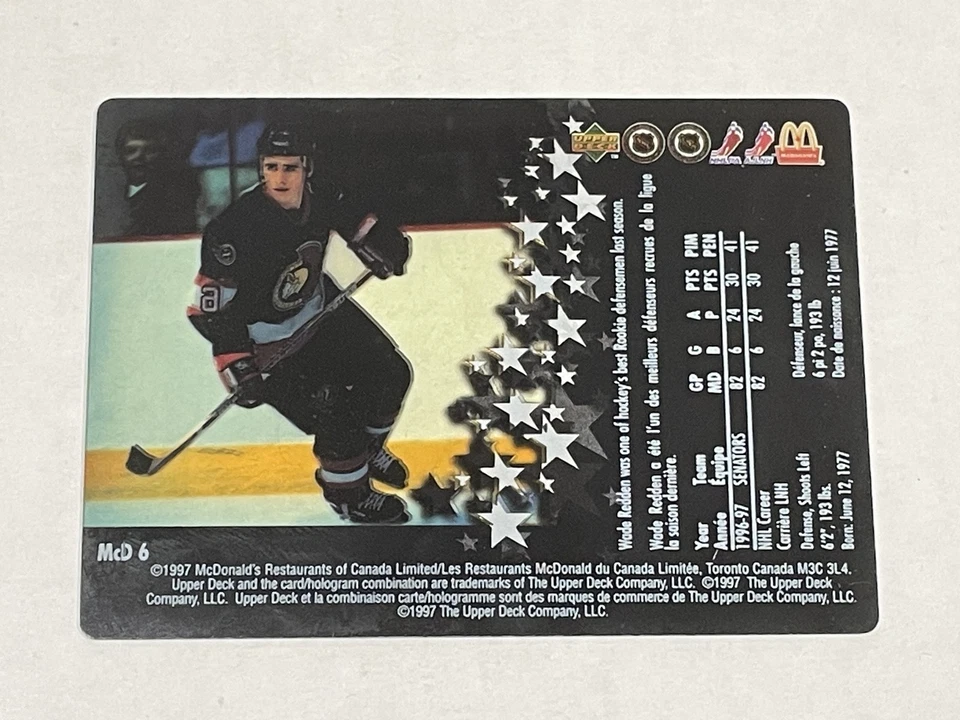 UPPER DECK TM
McDONALD'S
Wade Redden was one of hockey's best Rookie defensemen last season.
Wade Redden a été l'un des meilleurs défenseurs recrues de la ligue
la saison dernière.
Year Team GP G A PTS PIM
Année Équipe MD B P PTS PEN
1996-97 SENATORS 82 6 24 30 41
NHL Career 82 6 24 30 41
Carrière LNH
Defense, Shoots Left
6'2", 193 lbs.
Born: June 12, 1977
Défenseur, lance de la gauche
6 pi 2 po, 193 lb
Date de naissance : 12 juin 1977
McD 6
©1997 McDonald's Restaurants of Canada Limited/Les Restaurants McDonald du Canada Limitée, Toronto Canada M3C 3L4.
Upper Deck and the card/hologram combination are trademarks of The Upper Deck Company, LLC. ©1997 The Upper Deck
Company, LLC. Upper Deck et la combinaison carte/hologramme sont des marques de commerce de The Upper Deck Company, LLC.
©1997 The Upper Deck Company, LLC.